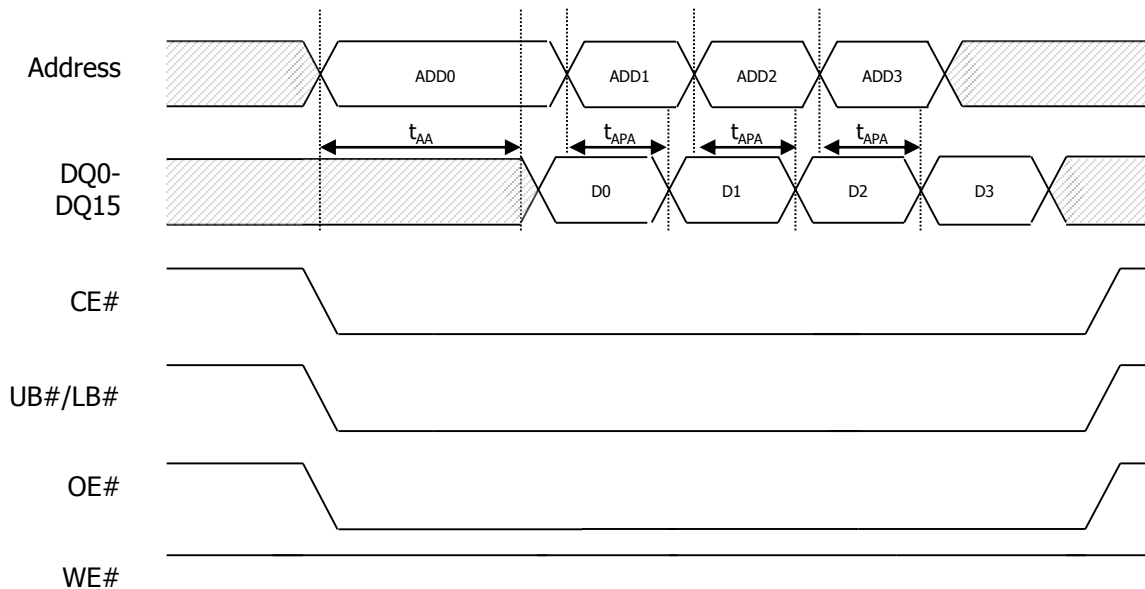 Address
ADD0 ADD1 ADD2 ADD3
tAA tAPA tAPA tAPA
DQ0-
DQ15
D0 D1 D2 D3
CE#
UB#/LB#
OE#
WE#